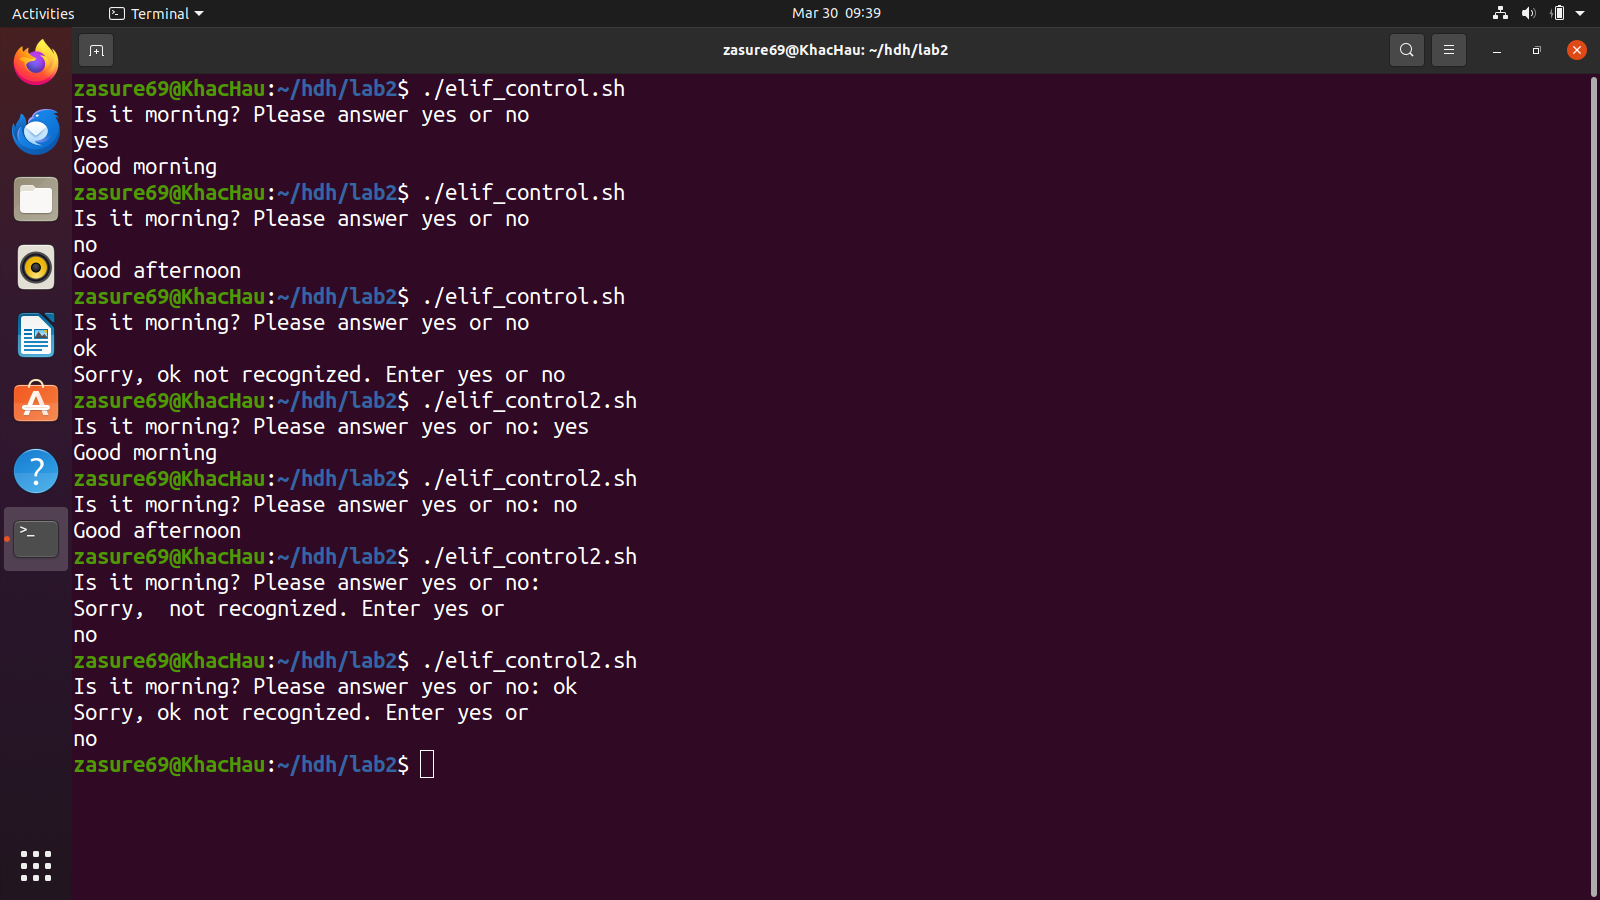 Activities
Terminal
Mar 30 09:39
zasure69@KhacHau: ~/hdh/lab2
zasure69@KhacHau:~/hdh/lab2$ ./elif_control.sh
Is it morning? Please answer yes or no
yes
Good morning
zasure69@KhacHau:~/hdh/lab2$ ./elif_control.sh
Is it morning? Please answer yes or no
no
Good afternoon
zasure69@KhacHau:~/hdh/lab2$ ./elif_control.sh
Is it morning? Please answer yes or no
ok
Sorry, ok not recognized. Enter yes or no
zasure69@KhacHau:~/hdh/lab2$ ./elif_control2.sh
Is it morning? Please answer yes or no: yes
Good morning
zasure69@KhacHau:~/hdh/lab2$ ./elif_control2.sh
Is it morning? Please answer yes or no: no
Good afternoon
zasure69@KhacHau:~/hdh/lab2$ ./elif_control2.sh
Is it morning? Please answer yes or no:
Sorry,  not recognized. Enter yes or
no
zasure69@KhacHau:~/hdh/lab2$ ./elif_control2.sh
Is it morning? Please answer yes or no: ok
Sorry, ok not recognized. Enter yes or
no
zasure69@KhacHau:~/hdh/lab2$